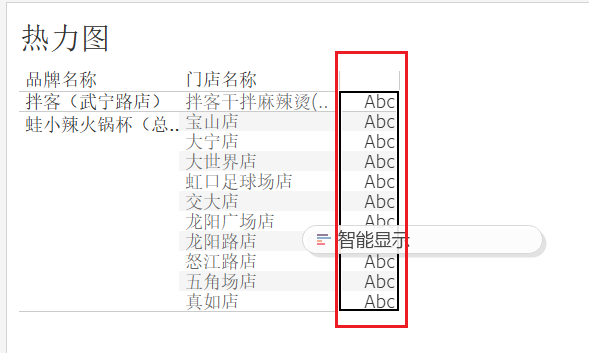 热力图
品牌名称 门店名称
拌客（武宁路店） 拌客干拌麻辣烫(.. Abc
蛙小辣火锅杯（总.. 宝山店 Abc
大宁店 Abc
大世界店 Abc
虹口足球场店 Abc
交大店 Abc
龙阳广场店 Abc
龙阳路店 智能显示
怒江路店 Abc
五角场店 Abc
真如店 Abc